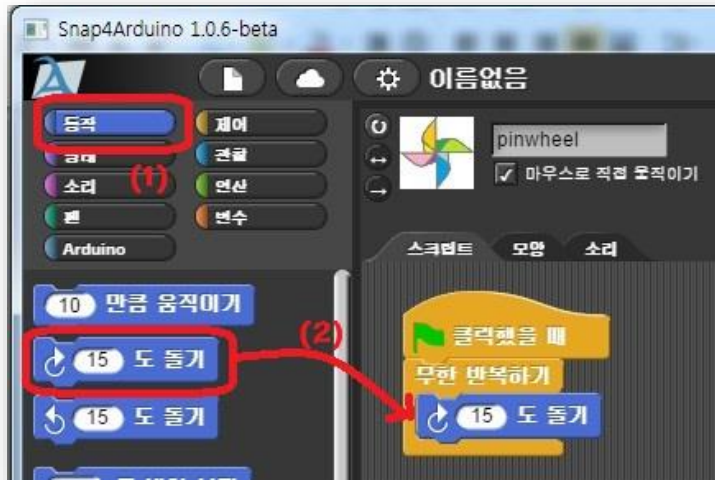 Snap4Arduino 1.0.6-beta
이름없음
동작
제어
형태
관찰
(1)
소리
연산
펜
변수
Arduino
pinwheel
마우스로 직접 움직이기
스크립트 모양 소리
10 만큼 움직이기
15 도 돌기
(2)
15 도 돌기
클릭했을 때
무한 반복하기
15 도 돌기